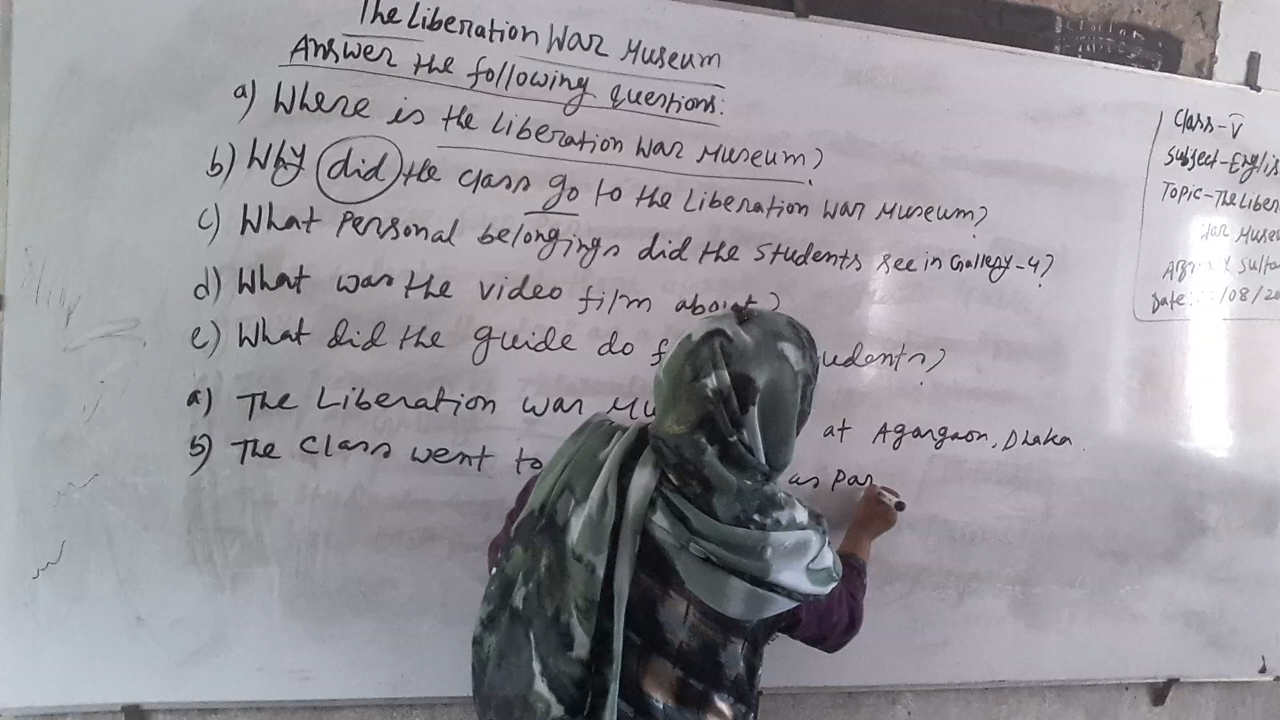 The Liberation War Museum
Answer the following questions:
a) Where is the Liberation War Museum?
b) Why did the class go to the Liberation War Museum?
c) What personal belongings did the students see in Gallery-4?
d) What was the video film about?
e) What did the guide do
a) The Liberation war Mu at Agargaon, Dhaka.
b) The class went to as par
Class-V
Subject-Englis
Topic-The Liber
War Museu
Sulta
Date: /08/20